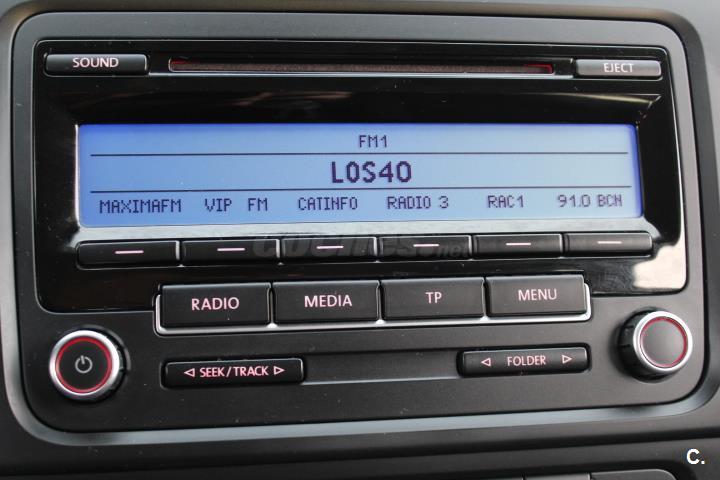 SOUND EJECT
FM1
LOS40
MAXIMAFM VIP FM CATINFO RADIO 3 RAC1 91.0 BCN
RADIO MEDIA TP MENU
◁ SEEK/TRACK ▷ ◁ FOLDER ▷
C.